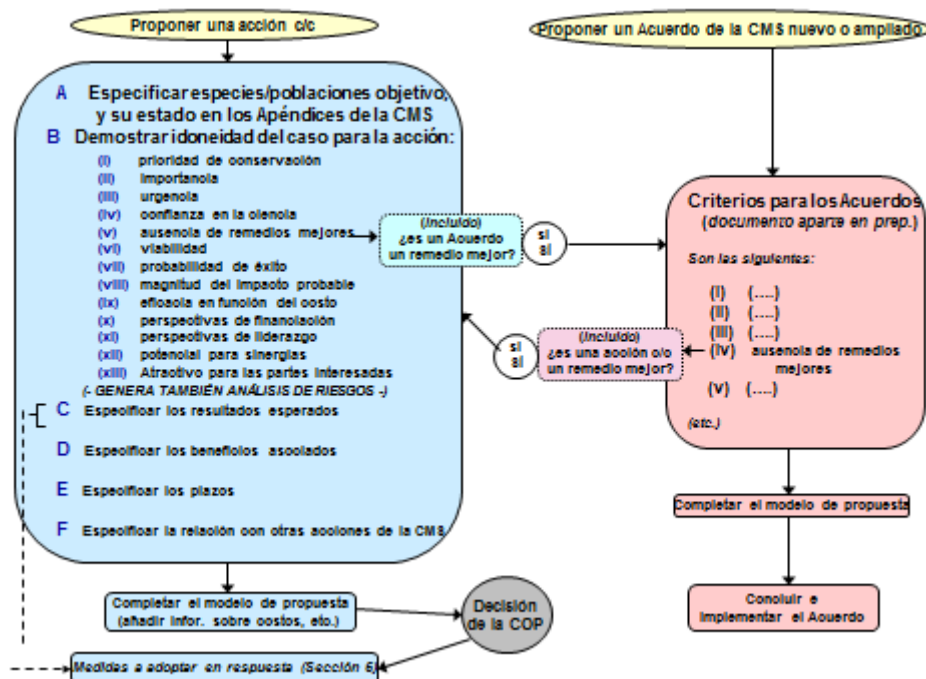 Proponer una acción c/c
Proponer un Acuerdo de la CMS nuevo o ampliado
A Especificar especies/poblaciones objetivo,
y su estado en los Apéndices de la CMS
B Demostrar idoneidad del caso para la acción:
(i) prioridad de conservación
(ii) importancia
(iii) urgencia
(iv) confianza en la ciencia
(v) ausencia de remedios mejores
(vi) viabilidad
(vii) probabilidad de éxito
(viii) magnitud del impacto probable
(ix) eficacia en función del costo
(x) perspectivas de financiación
(xi) perspectivas de liderazgo
(xii) potencial para sinergias
(xiii) Atractivo para las partes interesadas
(- GENERA TAMBIÉN ANÁLISIS DE RIESGOS -)
C Especificar los resultados esperados
D Especificar los beneficios asociados
E Especificar los plazos
F Especificar la relación con otras acciones de la CMS
(incluido)
¿es un Acuerdo
un remedio mejor?
SI
SÍ
(incluido)
¿es una acción c/c
un remedio mejor?
SI
SÍ
Criterios para los Acuerdos
(documento aparte en prep.)
Son las siguientes:
(i) (....)
(ii) (....)
(iii) (....)
(iv) ausencia de remedios
mejores
(v) (....)
(etc.)
Completar el modelo de propuesta
Concluir e
implementar el Acuerdo
Completar el modelo de propuesta
(añadir infor. sobre costos, etc.)
Decisión
de la COP
Medidas a adoptar en respuesta (Sección 6)